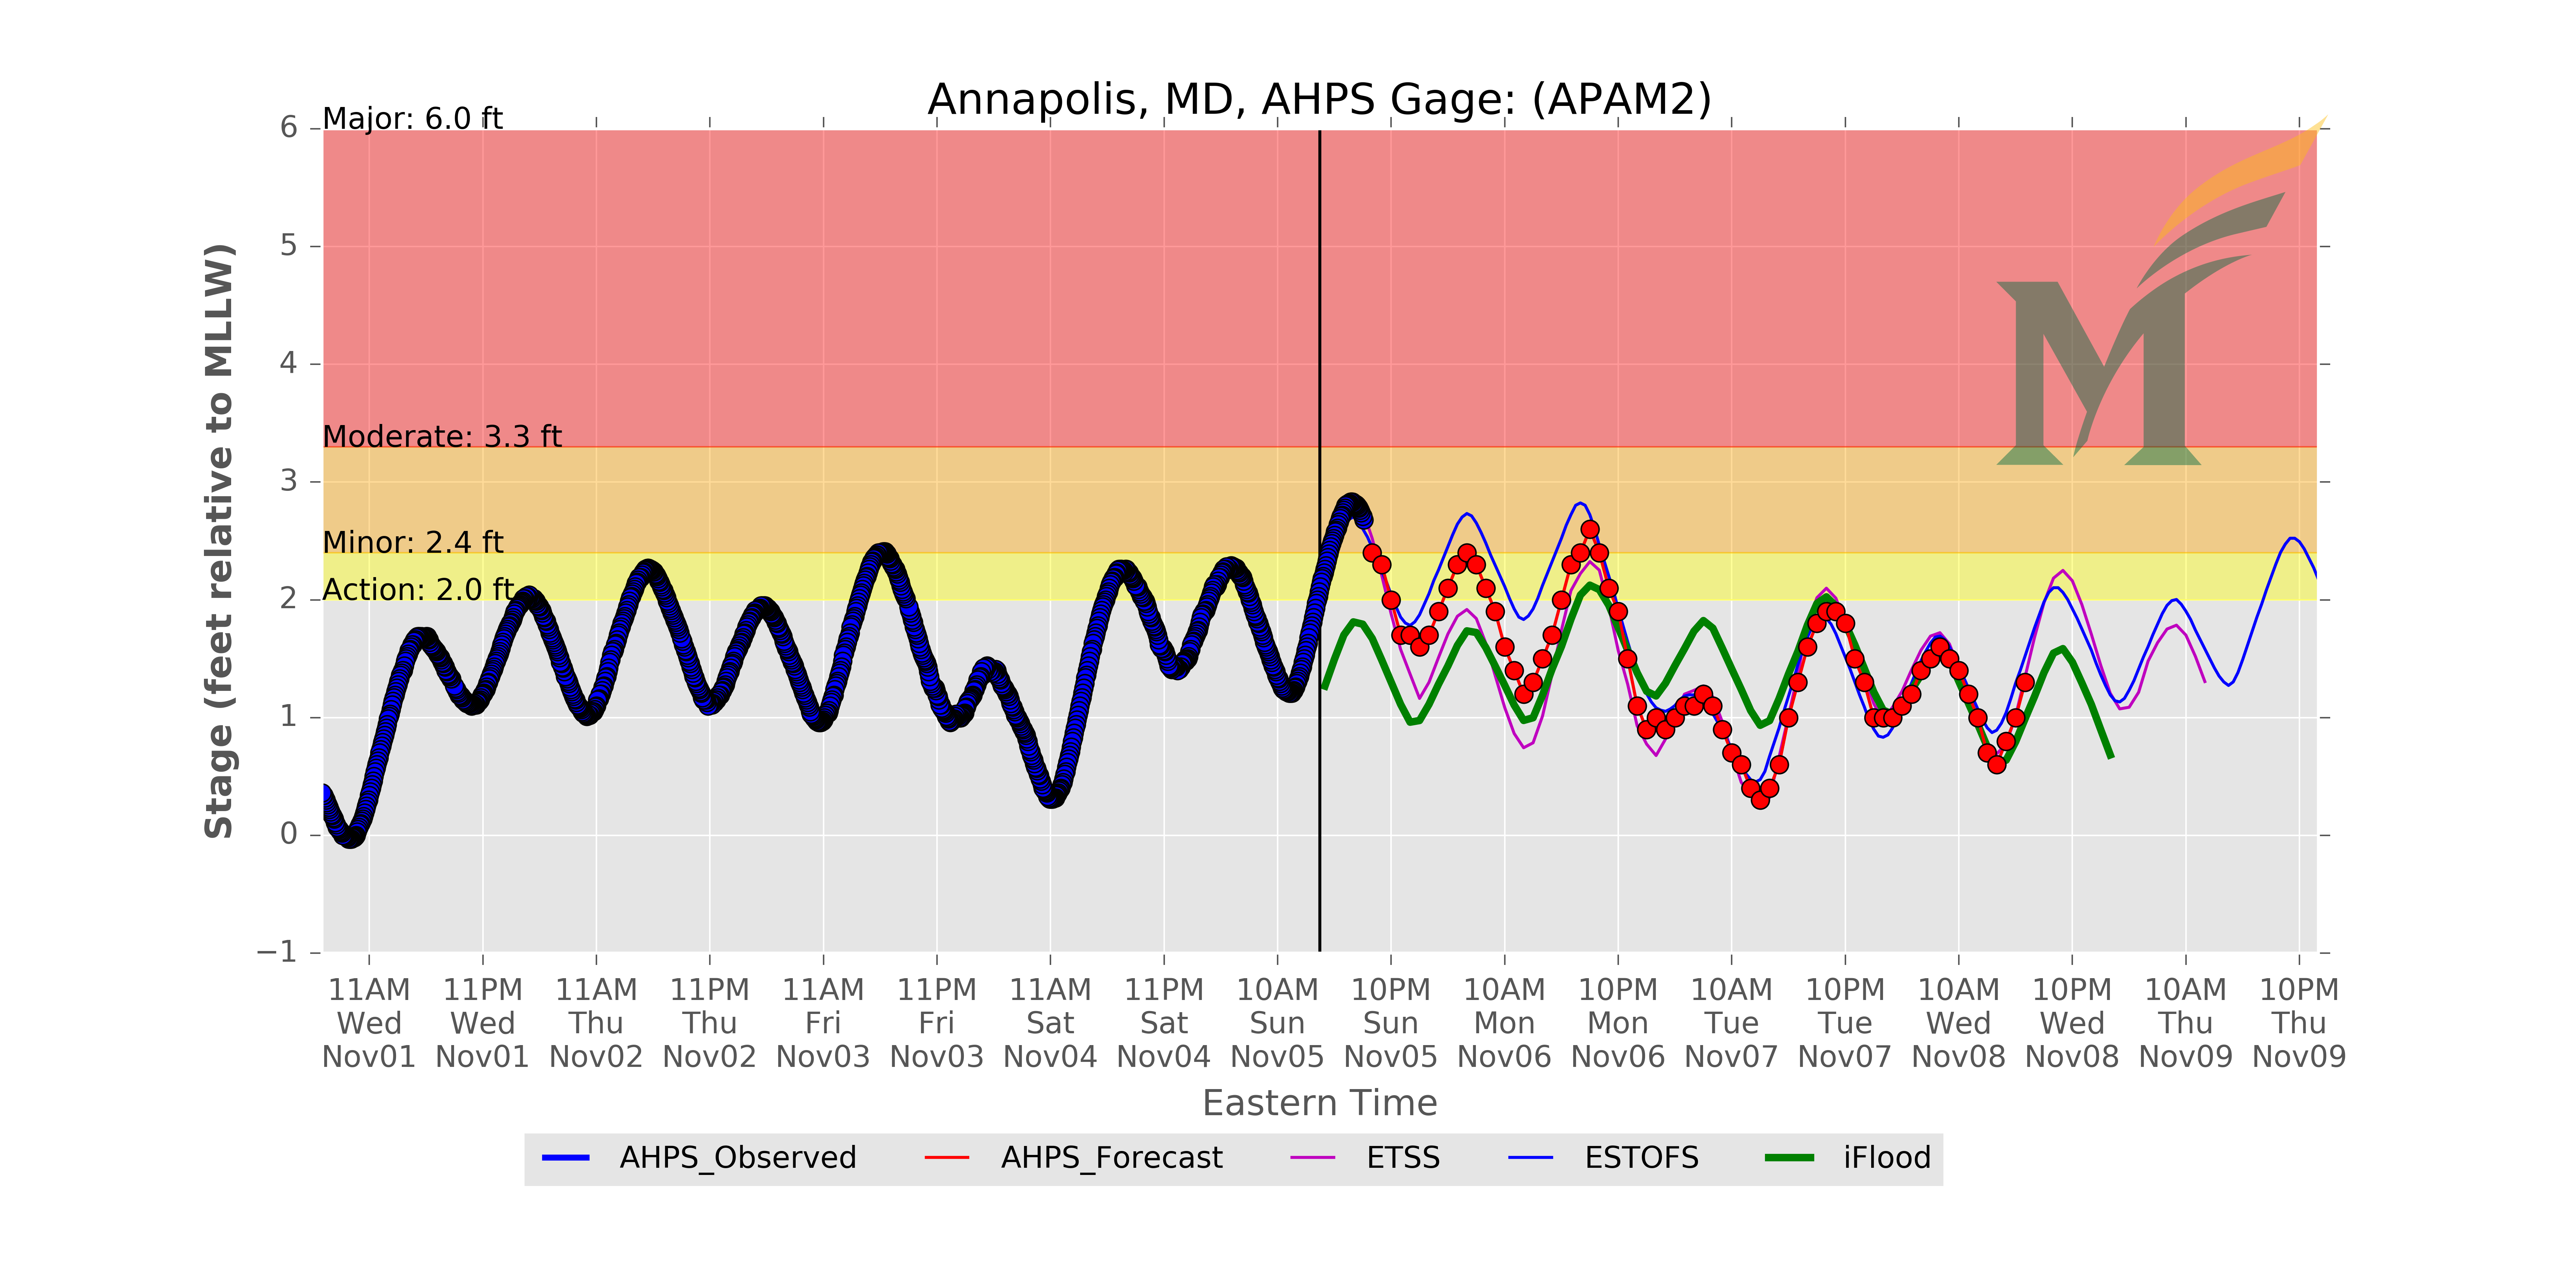 Annapolis, MD, AHPS Gage: (APAM2)
Major: 6.0 ft
Moderate: 3.3 ft
Minor: 2.4 ft
Action: 2.0 ft
6
5
4
3
2
1
0
−1
Stage (feet relative to MLLW)
11AM Wed Nov01
11PM Wed Nov01
11AM Thu Nov02
11PM Thu Nov02
11AM Fri Nov03
11PM Fri Nov03
11AM Sat Nov04
11PM Sat Nov04
10AM Sun Nov05
10PM Sun Nov05
10AM Mon Nov06
10PM Mon Nov06
10AM Tue Nov07
10PM Tue Nov07
10AM Wed Nov08
10PM Wed Nov08
10AM Thu Nov09
10PM Thu Nov09
Eastern Time
AHPS_Observed
AHPS_Forecast
ETSS
ESTOFS
iFlood
M